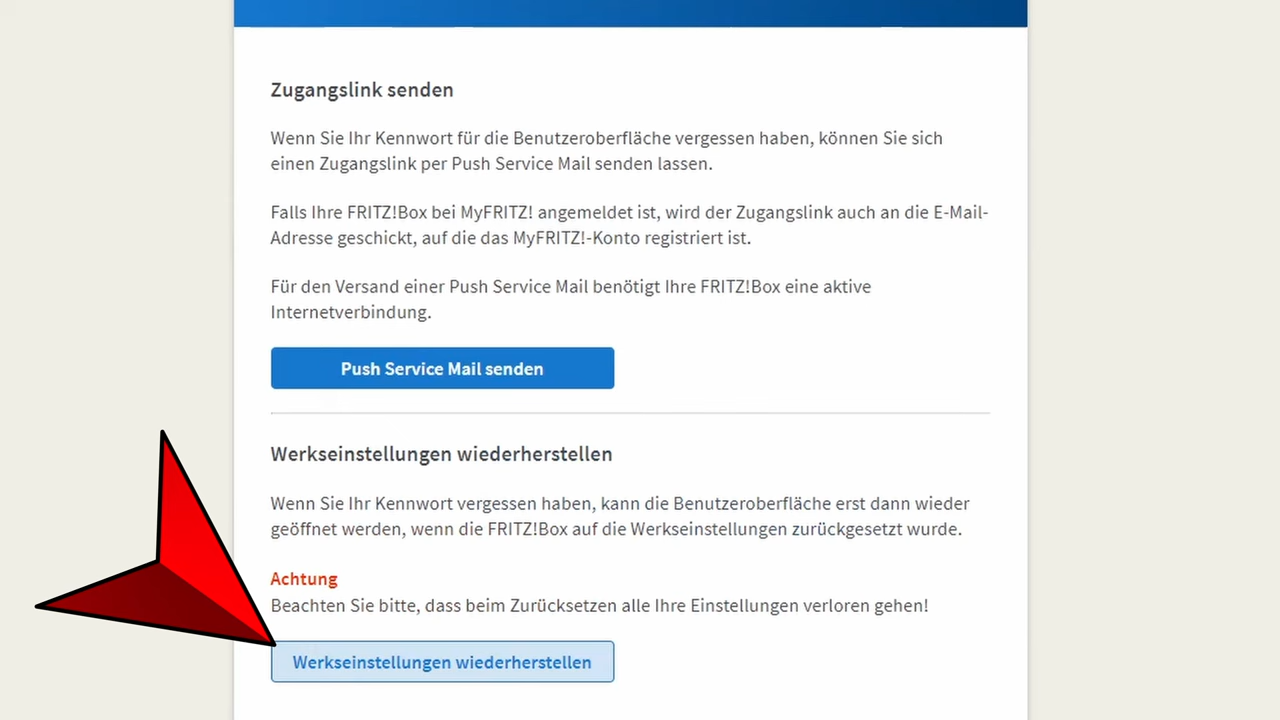 Zugangslink senden
Wenn Sie Ihr Kennwort für die Benutzeroberfläche vergessen haben, können Sie sich
einen Zugangslink per Push Service Mail senden lassen.
Falls Ihre FRITZ!Box bei MyFRITZ! angemeldet ist, wird der Zugangslink auch an die E-Mail-
Adresse geschickt, auf die das MyFRITZ!-Konto registriert ist.
Für den Versand einer Push Service Mail benötigt Ihre FRITZ!Box eine aktive
Internetverbindung.
Push Service Mail senden
Werkseinstellungen wiederherstellen
Wenn Sie Ihr Kennwort vergessen haben, kann die Benutzeroberfläche erst dann wieder
geöffnet werden, wenn die FRITZ!Box auf die Werkseinstellungen zurückgesetzt wurde.
Achtung
Beachten Sie bitte, dass beim Zurücksetzen alle Ihre Einstellungen verloren gehen!
Werkseinstellungen wiederherstellen